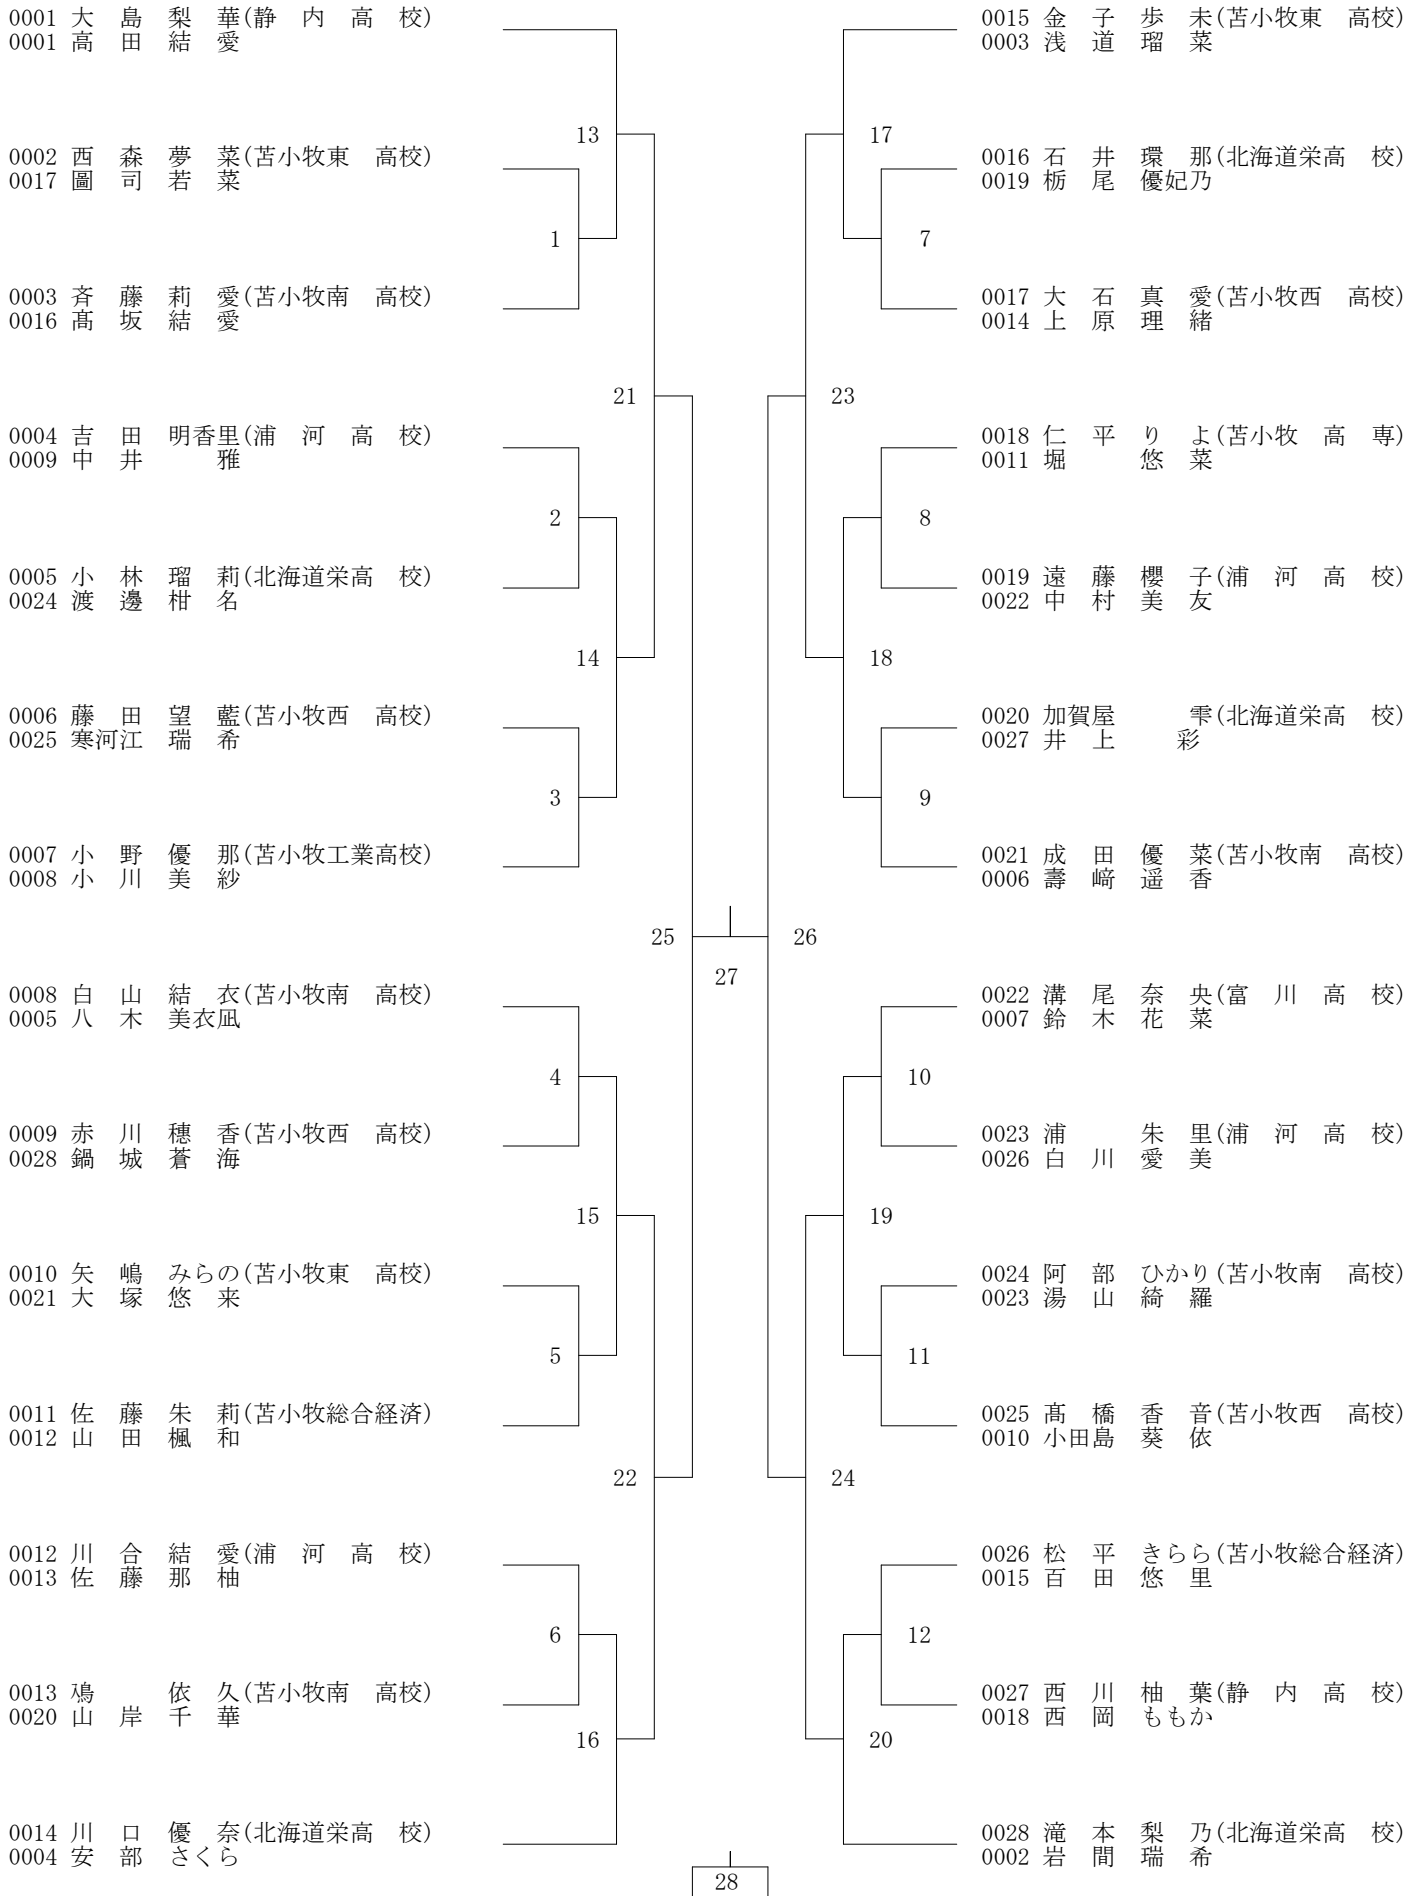 0001 大 島 梨 華(静 内 高 校)
0001 高 田 結 愛
13
0002 西 森 夢 菜(苫小牧東 高校)
0017 圖 司 若 菜
1
0003 斉 藤 莉 愛(苫小牧南 高校)
0016 髙 坂 結 愛
21
0004 吉 田 明香里(浦 河 高 校)
0009 中 井 雅
2
0005 小 林 瑠 莉(北海道栄高 校)
0024 渡 邊 柑 名
14
0006 藤 田 望 藍(苫小牧西 高校)
0025 寒河江 瑞 希
3
0007 小 野 優 那(苫小牧工業高校)
0008 小 川 美 紗
25
0008 白 山 結 衣(苫小牧南 高校)
0005 八 木 美衣凪
4
0009 赤 川 穂 香(苫小牧西 高校)
0028 鍋 城 蒼 海
15
0010 矢 嶋 みらの(苫小牧東 高校)
0021 大 塚 悠 来
5
0011 佐 藤 朱 莉(苫小牧総合経済)
0012 山 田 楓 和
22
0012 川 合 結 愛(浦 河 高 校)
0013 佐 藤 那 柚
6
0013 鳰 依 久(苫小牧南 高校)
0020 山 岸 千 華
16
0014 川 口 優 奈(北海道栄高 校)
0004 安 部 さくら
27
28
0015 金 子 歩 未(苫小牧東 高校)
0003 浅 道 瑠 菜
17
0016 石 井 環 那(北海道栄高 校)
0019 栃 尾 優妃乃
7
0017 大 石 真 愛(苫小牧西 高校)
0014 上 原 理 緒
23
0018 仁 平 り よ(苫小牧 高 専)
0011 堀 悠 菜
8
0019 遠 藤 櫻 子(浦 河 高 校)
0022 中 村 美 友
18
0020 加賀屋 雫(北海道栄高 校)
0027 井 上 彩
9
0021 成 田 優 菜(苫小牧南 高校)
0006 壽 﨑 遥 香
26
0022 溝 尾 奈 央(富 川 高 校)
0007 鈴 木 花 菜
10
0023 浦 朱 里(浦 河 高 校)
0026 白 川 愛 美
19
0024 阿 部 ひかり(苫小牧南 高校)
0023 湯 山 綺 羅
11
0025 髙 橋 香 音(苫小牧西 高校)
0010 小田島 葵 依
24
0026 松 平 きらら(苫小牧総合経済)
0015 百 田 悠 里
12
0027 西 川 柚 葉(静 内 高 校)
0018 西 岡 ももか
20
0028 滝 本 梨 乃(北海道栄高 校)
0002 岩 間 瑞 希